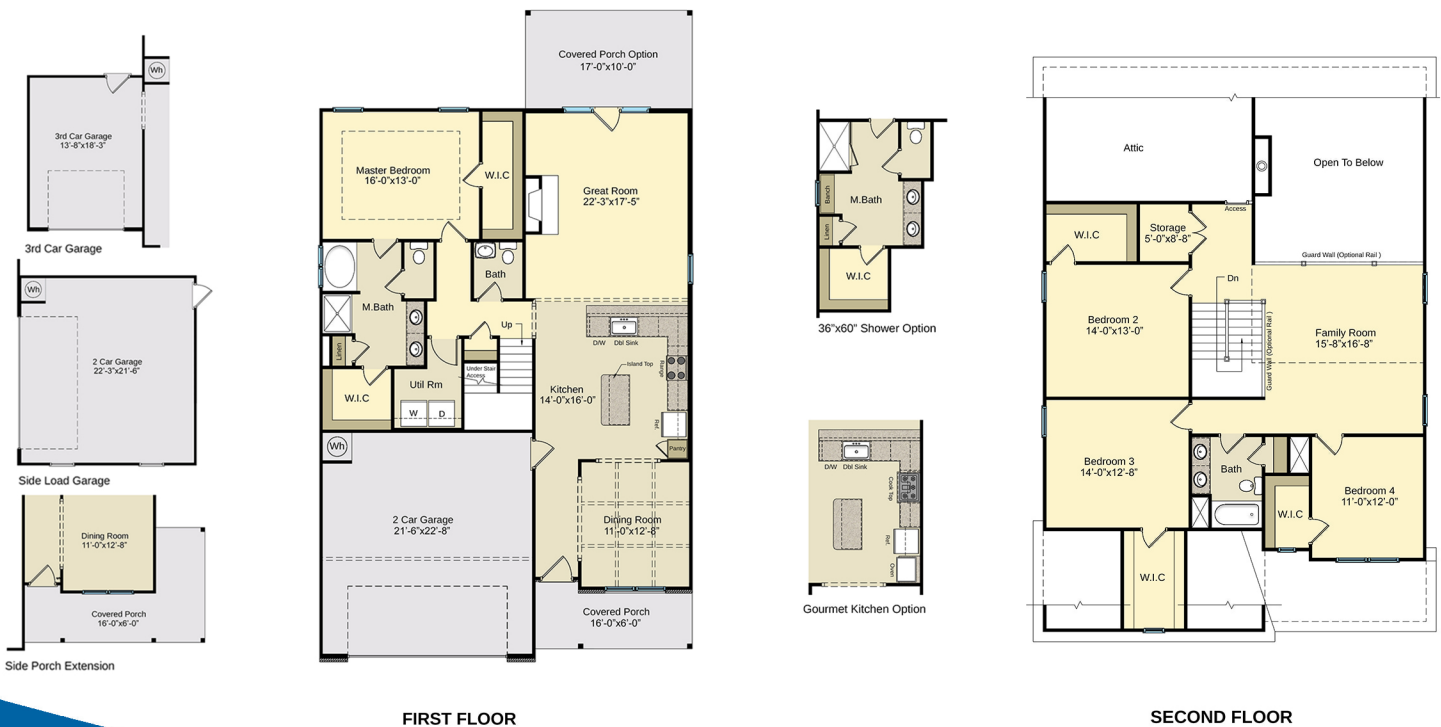 Wh
3rd Car Garage
13'-8"x18'-3"
3rd Car Garage
Wh
2 Car Garage
22'-3"x21'-6"
Side Load Garage
Dining Room
11'-0"x12'-8"
Covered Porch
16'-0"x6'-0"
Side Porch Extension
Covered Porch Option
17'-0"x10'-0"
Master Bedroom
16'-0"x13'-0"
W.I.C
Great Room
22'-3"x17'-5"
Bath
M.Bath
Linen
W.I.C
Util Rm
W
D
Up
Under Stair
Access
D/W
Dbl Sink
Island Top
Range
Kitchen
14'-0"x16'-0"
Ref.
Pantry
Wh
2 Car Garage
21'-6"x22'-8"
Dining Room
11'-0"x12'-8"
Covered Porch
16'-0"x6'-0"
FIRST FLOOR
Banch
M.Bath
Linen
W.I.C
36"x60" Shower Option
D/W
Dbl Sink
Cook Top
Ref.
Oven
Gourmet Kitchen Option
Attic
Open To Below
Access
W.I.C
Storage
5'-0"x8'-8"
Guard Wall (Optional Rail )
Dn
Bedroom 2
14'-0"x13'-0"
Guard Wall (Optional Rail )
Family Room
15'-8"x16'-8"
Bedroom 3
14'-0"x12'-8"
Bath
W.I.C
Bedroom 4
11'-0"x12'-0"
W.I.C
SECOND FLOOR